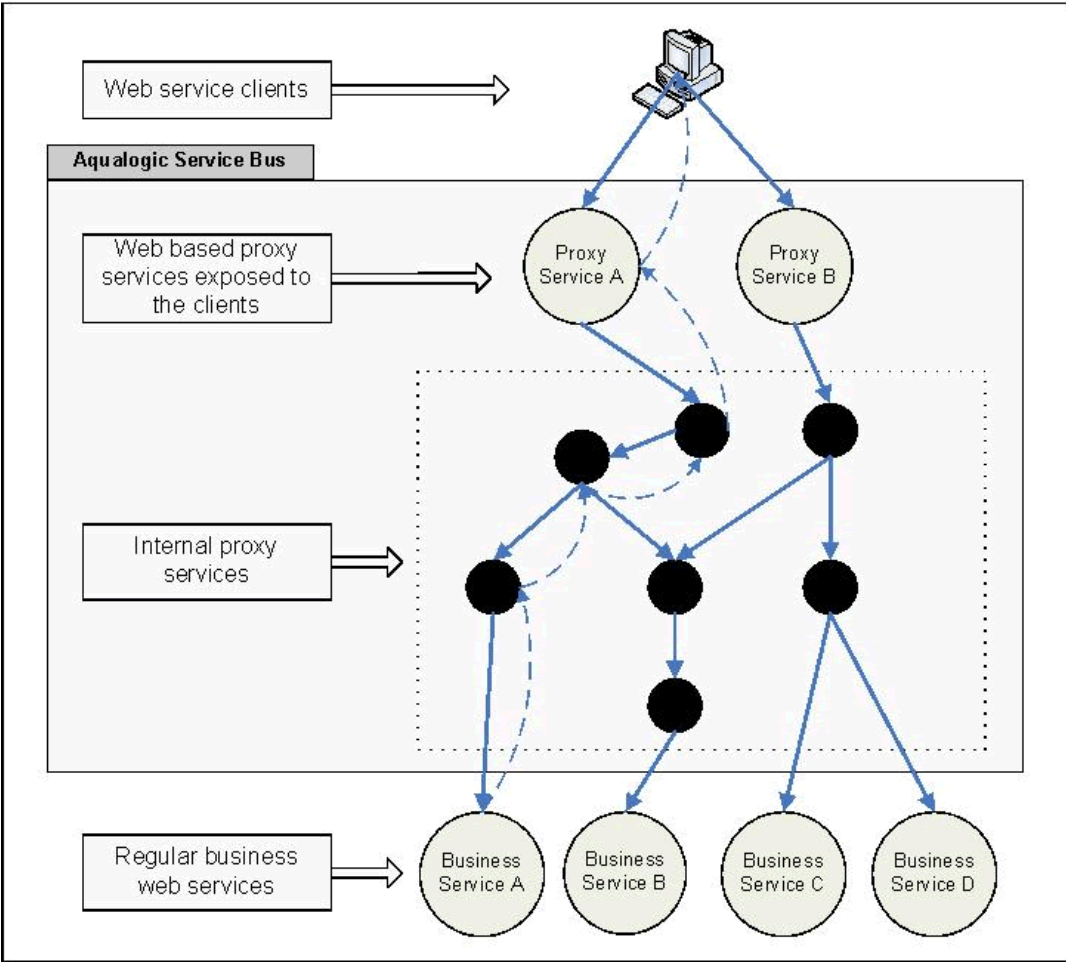 Web service clients
Aqualogic Service Bus
Web based proxy
services exposed to
the clients
Proxy
Service A
Proxy
Service B
Internal proxy
services
Regular business
web services
Business
Service A
Business
Service B
Business
Service C
Business
Service D